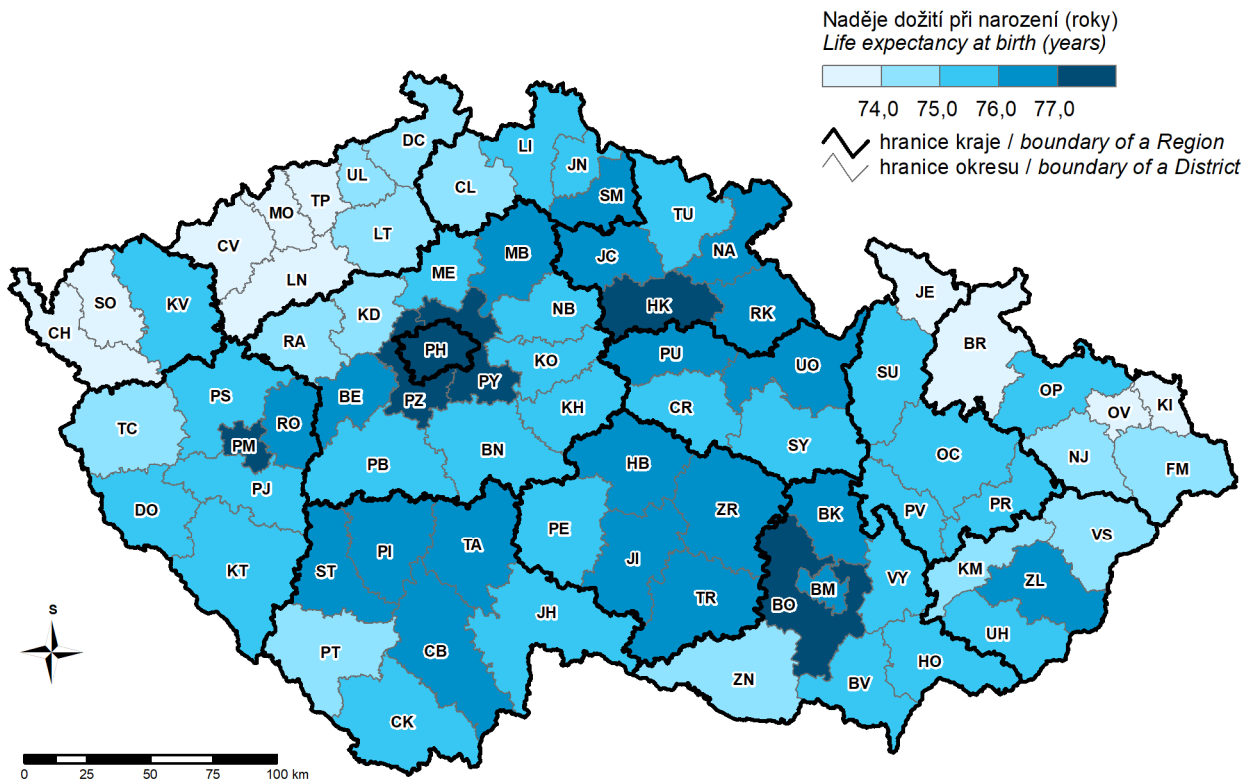 Naděje dožití při narození (roky)
Life expectancy at birth (years)
74,0 75,0 76,0 77,0
hranice kraje / boundary of a Region
hranice okresu / boundary of a District
DC
LI
JN
UL
CL
SM
TP
MO
TU
LT
CV
NA
MB
JC
ME
LN
JE
SO
KV
HK
NB
KD
RK
CH
RA
BR
PH
PU
KO
UO
SU
PY
OP
PS
BE
PZ
KI
KH
CR
OV
RO
TC
PM
SY
BN
OC
NJ
PB
HB
FM
PJ
PR
DO
ZR
PV
BK
PE
VS
TA
PI
JI
KT
ST
KM
VY
ZL
BM
TR
BO
JH
S
UH
PT
CB
HO
ZN
BV
CK
0 25 50 75 100 km